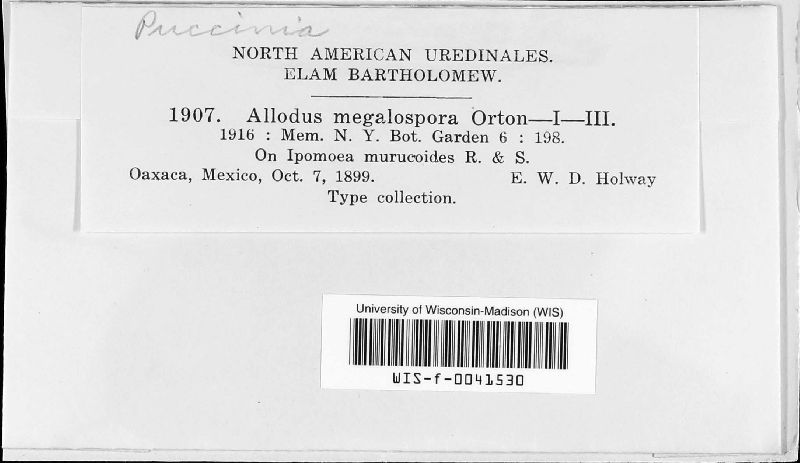 Puccinia
NORTH AMERICAN UREDINALES.
ELAM BARTHOLOMEW.
1907. Allodus megalospora Orton—I—III.
1916 : Mem. N. Y. Bot. Garden 6 : 198.
On Ipomoea murucoides R. & S.
Oaxaca, Mexico, Oct. 7, 1899. E. W. D. Holway
Type collection.
University of Wisconsin-Madison (WIS)
WIS-f-0041530